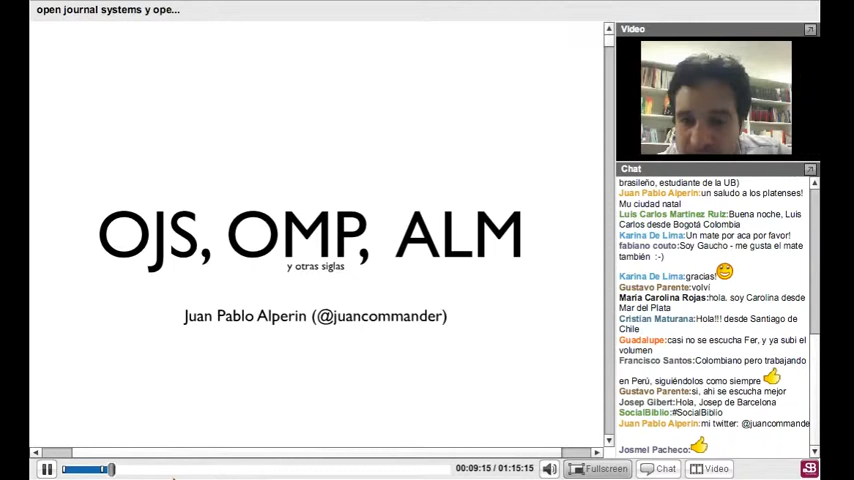 open journal systems y ope...
OJS, OMP, ALM
y otras siglas
Juan Pablo Alperin (@juancommander)
Video
Chat
brasileño, estudiante de la UB)
Juan Pablo Alperin:un saludo a los platenses!
Mu ciudad natal
Luis Carlos Martinez Ruiz:Buena noche, Luis
Carlos desde Bogotá Colombia
Karina De Lima:Un mate por aca por favor!
fabiano couto:Soy Gaucho - me gusta el mate
también :-)
Karina De Lima:gracias!
Gustavo Parente:volví
María Carolina Rojas:hola. soy Carolina desde
Mar del Plata
Cristian Maturana:Hola!!! desde Santiago de
Chile
Guadalupe:casi no se escucha Fer, y ya subi el
volumen
Francisco Santos:Colombiano pero trabajando
en Perú, siguiéndolos como siempre
Gustavo Parente:si, ahi se escucha mejor
Josep Gibert:Hola, Josep de Barcelona
SocialBiblio:#SocialBiblio
Juan Pablo Alperin:mi twitter: @juancommande
Josmel Pacheco:
00:09:15 / 01:15:15
Fullscreen
Chat
Video
SB